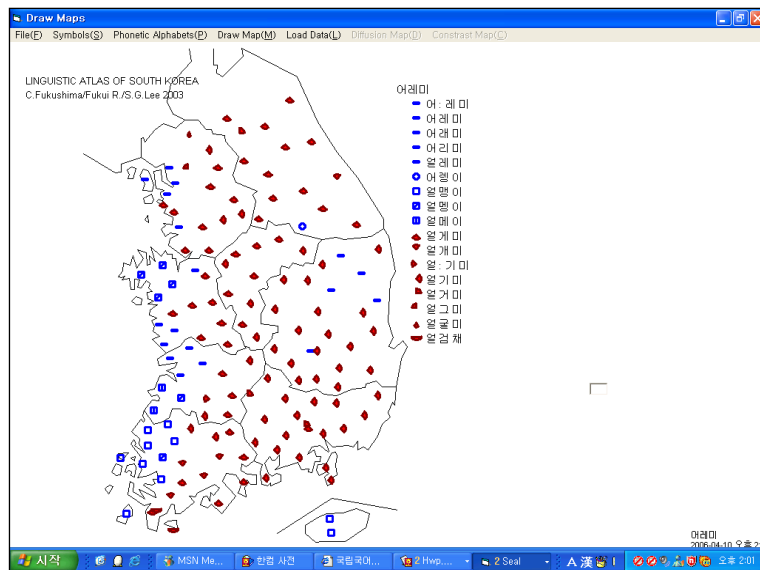 Draw Maps
File(F) Symbols(S) Phonetic Alphabets(P) Draw Map(M) Load Data(L) Diffusion Map(D) Constrast Map(C)
LINGUISTIC ATLAS OF SOUTH KOREA
C.Fukushima/Fukui R./S.G.Lee 2003
어레미
어:레미
어레미
어래미
어리미
얼레미
어렝이
얼맹이
얼멩이
얼메이
얼게미
얼개미
얼:기미
얼기미
얼거미
얼그미
얼굴미
얼검채
어레미
2006-04-10 오후 2:
시작 MSN Me... 한컴 사전 국립국어... 2 Hwp.... 2 Seal A 漢 오후 2:01